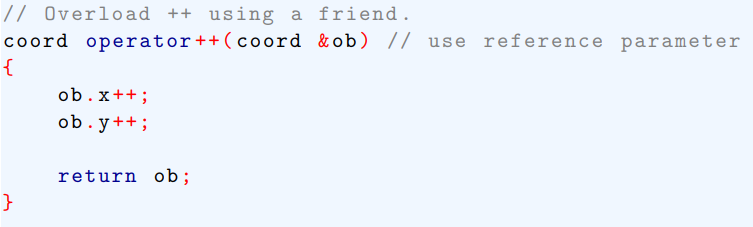 // Overload ++ using a friend.
coord operator++(coord &ob) // use reference parameter
{
    ob.x++;
    ob.y++;

    return ob;
}